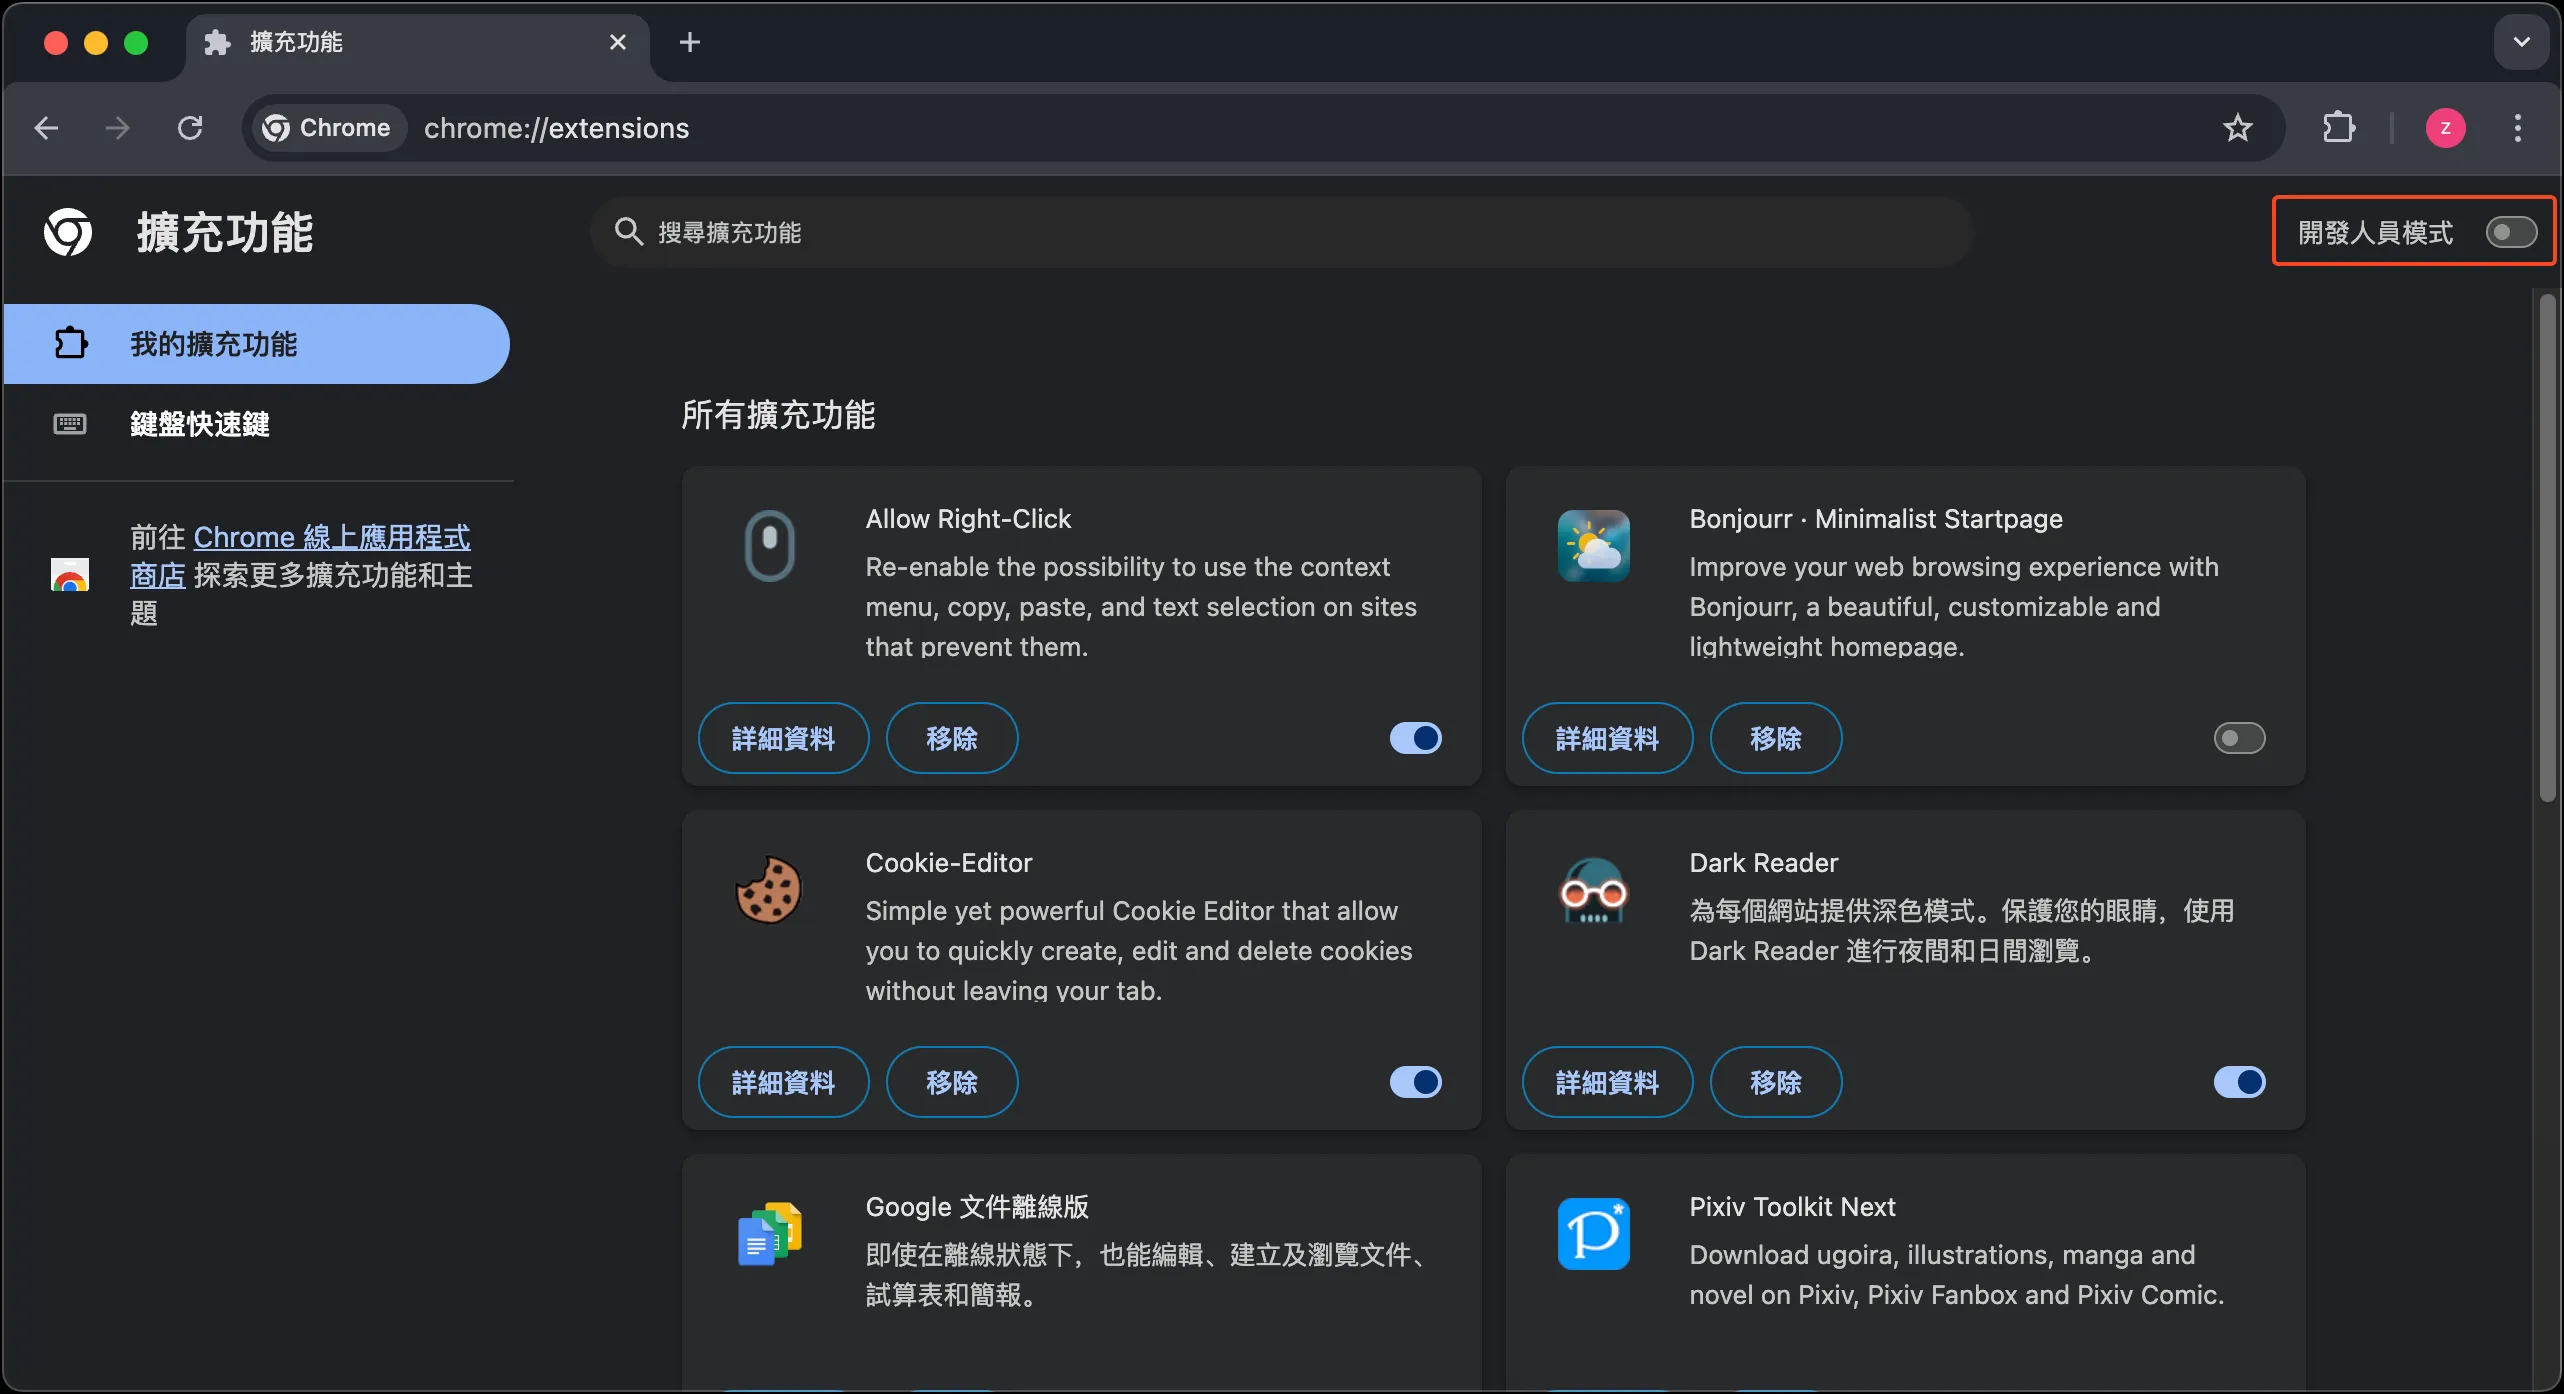 擴充功能
Chrome
chrome://extensions
z
擴充功能
搜尋擴充功能
開發人員模式
我的擴充功能
鍵盤快速鍵
前往 Chrome 線上應用程式
商店 探索更多擴充功能和主
題
所有擴充功能
Allow Right-Click
Re-enable the possibility to use the context
menu, copy, paste, and text selection on sites
that prevent them.
詳細資料
移除
Bonjourr · Minimalist Startpage
Improve your web browsing experience with
Bonjourr, a beautiful, customizable and
lightweight homepage.
詳細資料
移除
Cookie-Editor
Simple yet powerful Cookie Editor that allow
you to quickly create, edit and delete cookies
without leaving your tab.
詳細資料
移除
Dark Reader
為每個網站提供深色模式。保護您的眼睛，使用
Dark Reader 進行夜間和日間瀏覽。
詳細資料
移除
Google 文件離線版
即使在離線狀態下，也能編輯、建立及瀏覽文件、
試算表和簡報。
Pixiv Toolkit Next
Download ugoira, illustrations, manga and
novel on Pixiv, Pixiv Fanbox and Pixiv Comic.